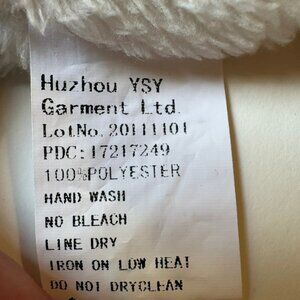 Huzhou YSY
Garment Ltd.
LotNo. 20111101
PDC:17217249
100%POLYESTER
HAND WASH
NO BLEACH
LINE DRY
IRON ON LOW HEAT
DO NOT DRYCLEAN